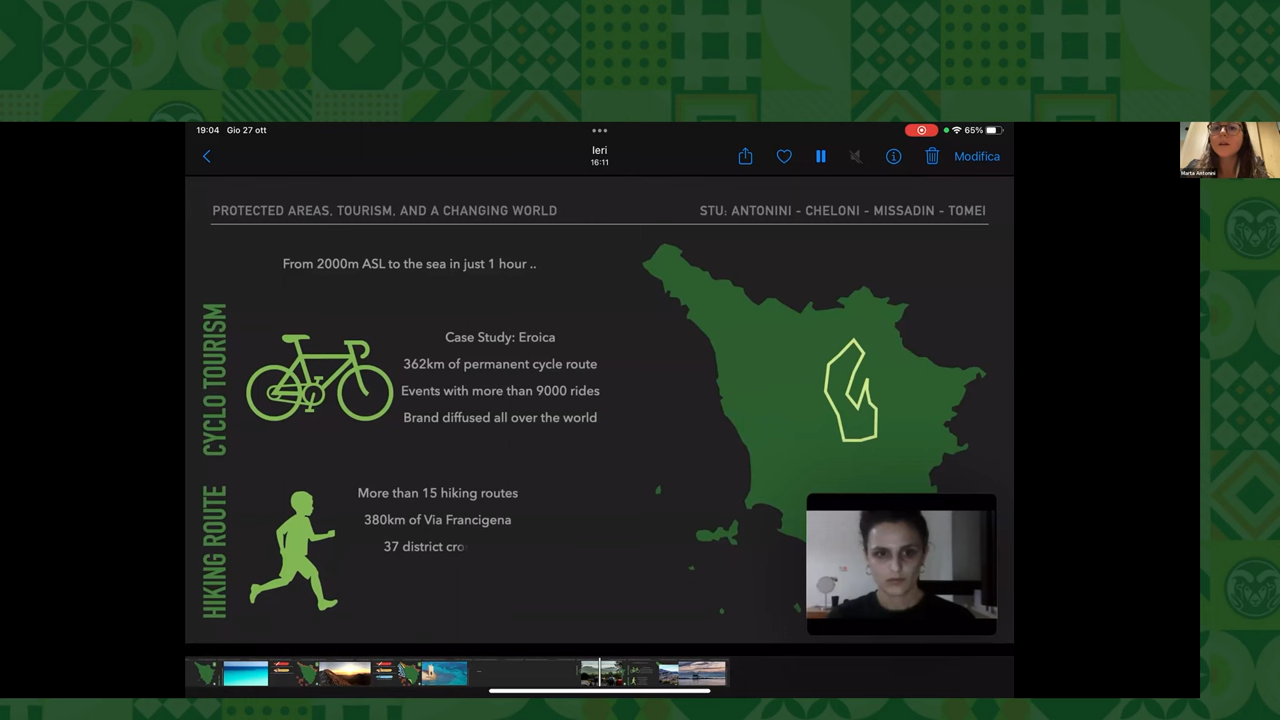 19:04 Gio 27 ott
65%
Ieri
16:11
Modifica
Marta Antonini
PROTECTED AREAS, TOURISM, AND A CHANGING WORLD
STU: ANTONINI - CHELONI - MISSADIN - TOMEI
From 2000m ASL to the sea in just 1 hour ..
CYCLO TOURISM
Case Study: Eroica
362km of permanent cycle route
Events with more than 9000 rides
Brand diffused all over the world
HIKING ROUTE
More than 15 hiking routes
380km of Via Francigena
37 district cro